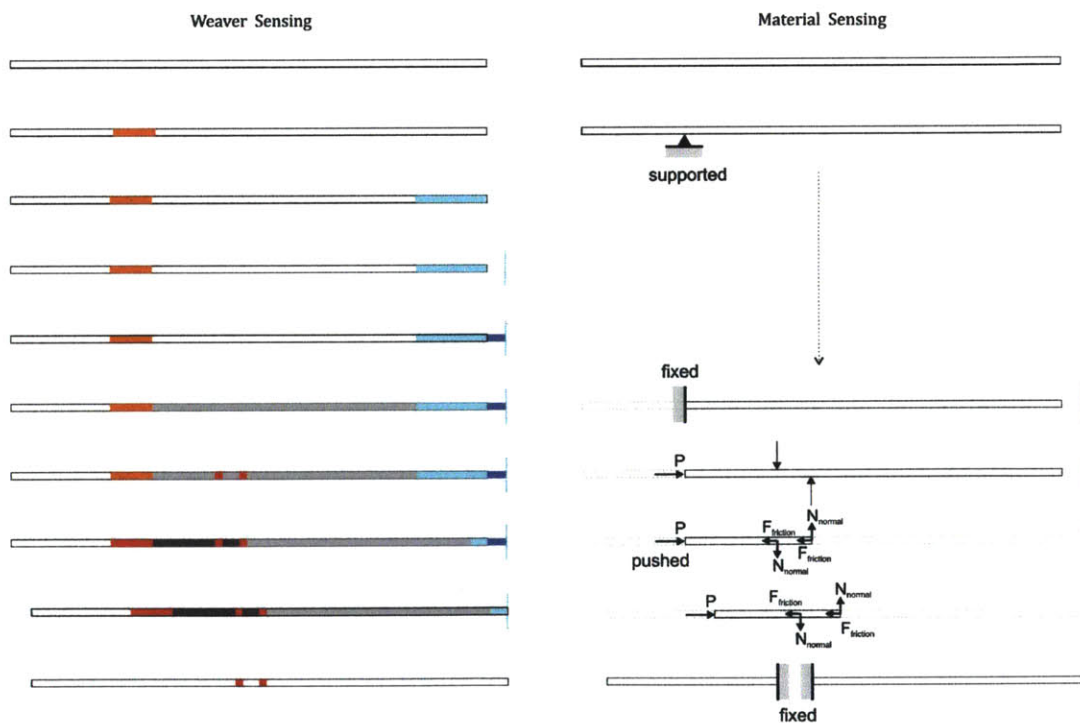 Weaver Sensing
Material Sensing
supported
fixed
P
P
pushed
F friction
N normal
F friction
N normal
P
F friction
N normal
F friction
N normal
fixed